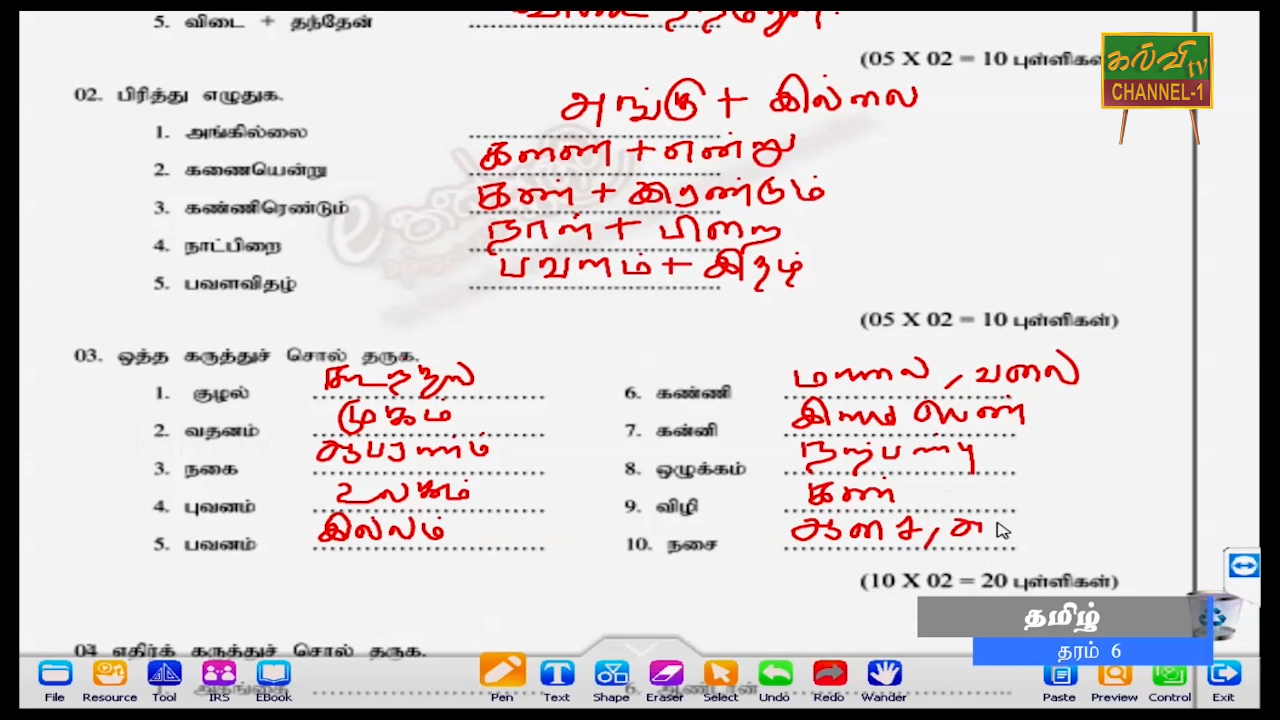 5. விடை + தந்தேன்
(05 X 02 = 10 புள்ளிகள்
கல்வி tv
CHANNEL-1
02. பிரித்து எழுதுக.
1. அங்கில்லை அங்கு + இல்லை
2. கணையென்று கணை + என்று
3. கண்ணிரெண்டும் கண் + இரண்டும்
4. நாட்பிறை நாள் + பிறை
5. பவளவிதழ் பவளம் + இதழ்
(05 X 02 = 10 புள்ளிகள்)
03. ஒத்த கருத்துச் சொல் தருக.
1. குழல் கூந்தல் 6. கண்ணி மாலை, வலை
2. வதனம் முகம் 7. கன்னி இளம் பெண்
3. நகை ஆபரணம் 8. ஒழுக்கம் நற்பண்பு
4. புவனம் உலகம் 9. விழி கண்
5. பவனம் இல்லம் 10. நசை ஆசை, அ
(10 X 02 = 20 புள்ளிகள்)
தமிழ்
04 எதிர்க் கருத்துச் சொல் தருக.
தரம் 6
File Resource Tool IRS EBook Pen Text Shape Eraser Select Undo Redo Wander Paste Preview Control Exit